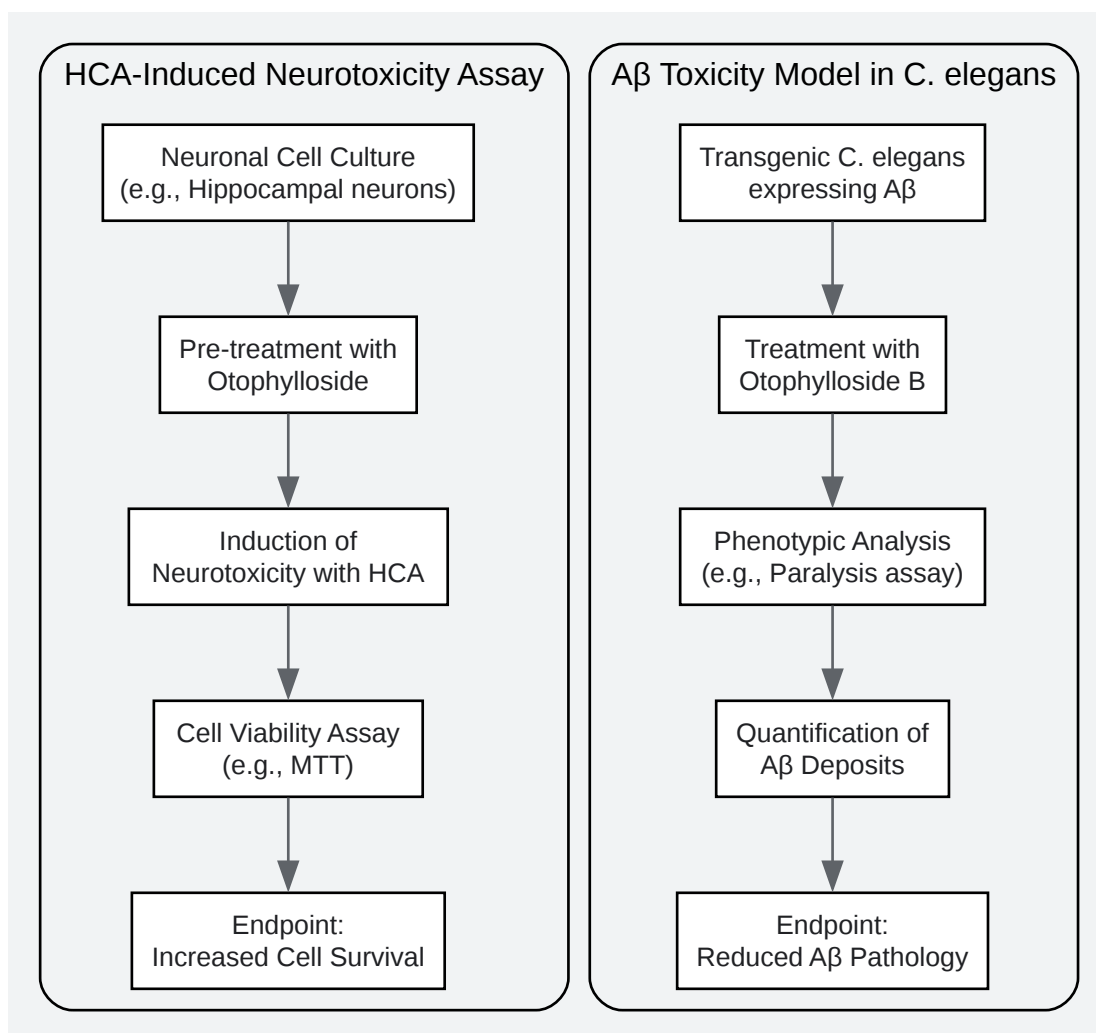 HCA-Induced Neurotoxicity Assay
Neuronal Cell Culture
(e.g., Hippocampal neurons)
Pre-treatment with
Otophylloside
Induction of
Neurotoxicity with HCA
Cell Viability Assay
(e.g., MTT)
Endpoint:
Increased Cell Survival
Aβ Toxicity Model in C. elegans
Transgenic C. elegans
expressing Aβ
Treatment with
Otophylloside B
Phenotypic Analysis
(e.g., Paralysis assay)
Quantification of
Aβ Deposits
Endpoint:
Reduced Aβ Pathology